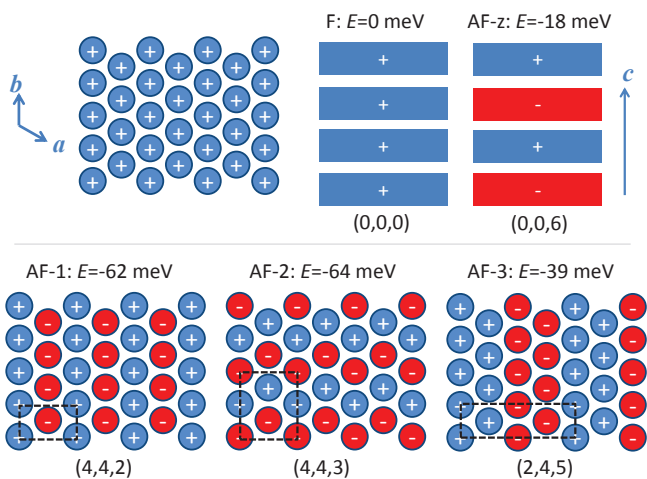 F: E=0 meV
AF-z: E=-18 meV
b
a
c
(0,0,0)
(0,0,6)
AF-1: E=-62 meV
AF-2: E=-64 meV
AF-3: E=-39 meV
(4,4,2)
(4,4,3)
(2,4,5)